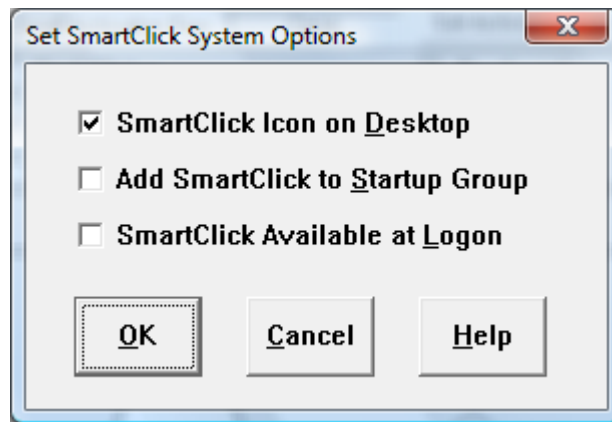 Set SmartClick System Options
SmartClick Icon on Desktop
Add SmartClick to Startup Group
SmartClick Available at Logon
OK Cancel Help